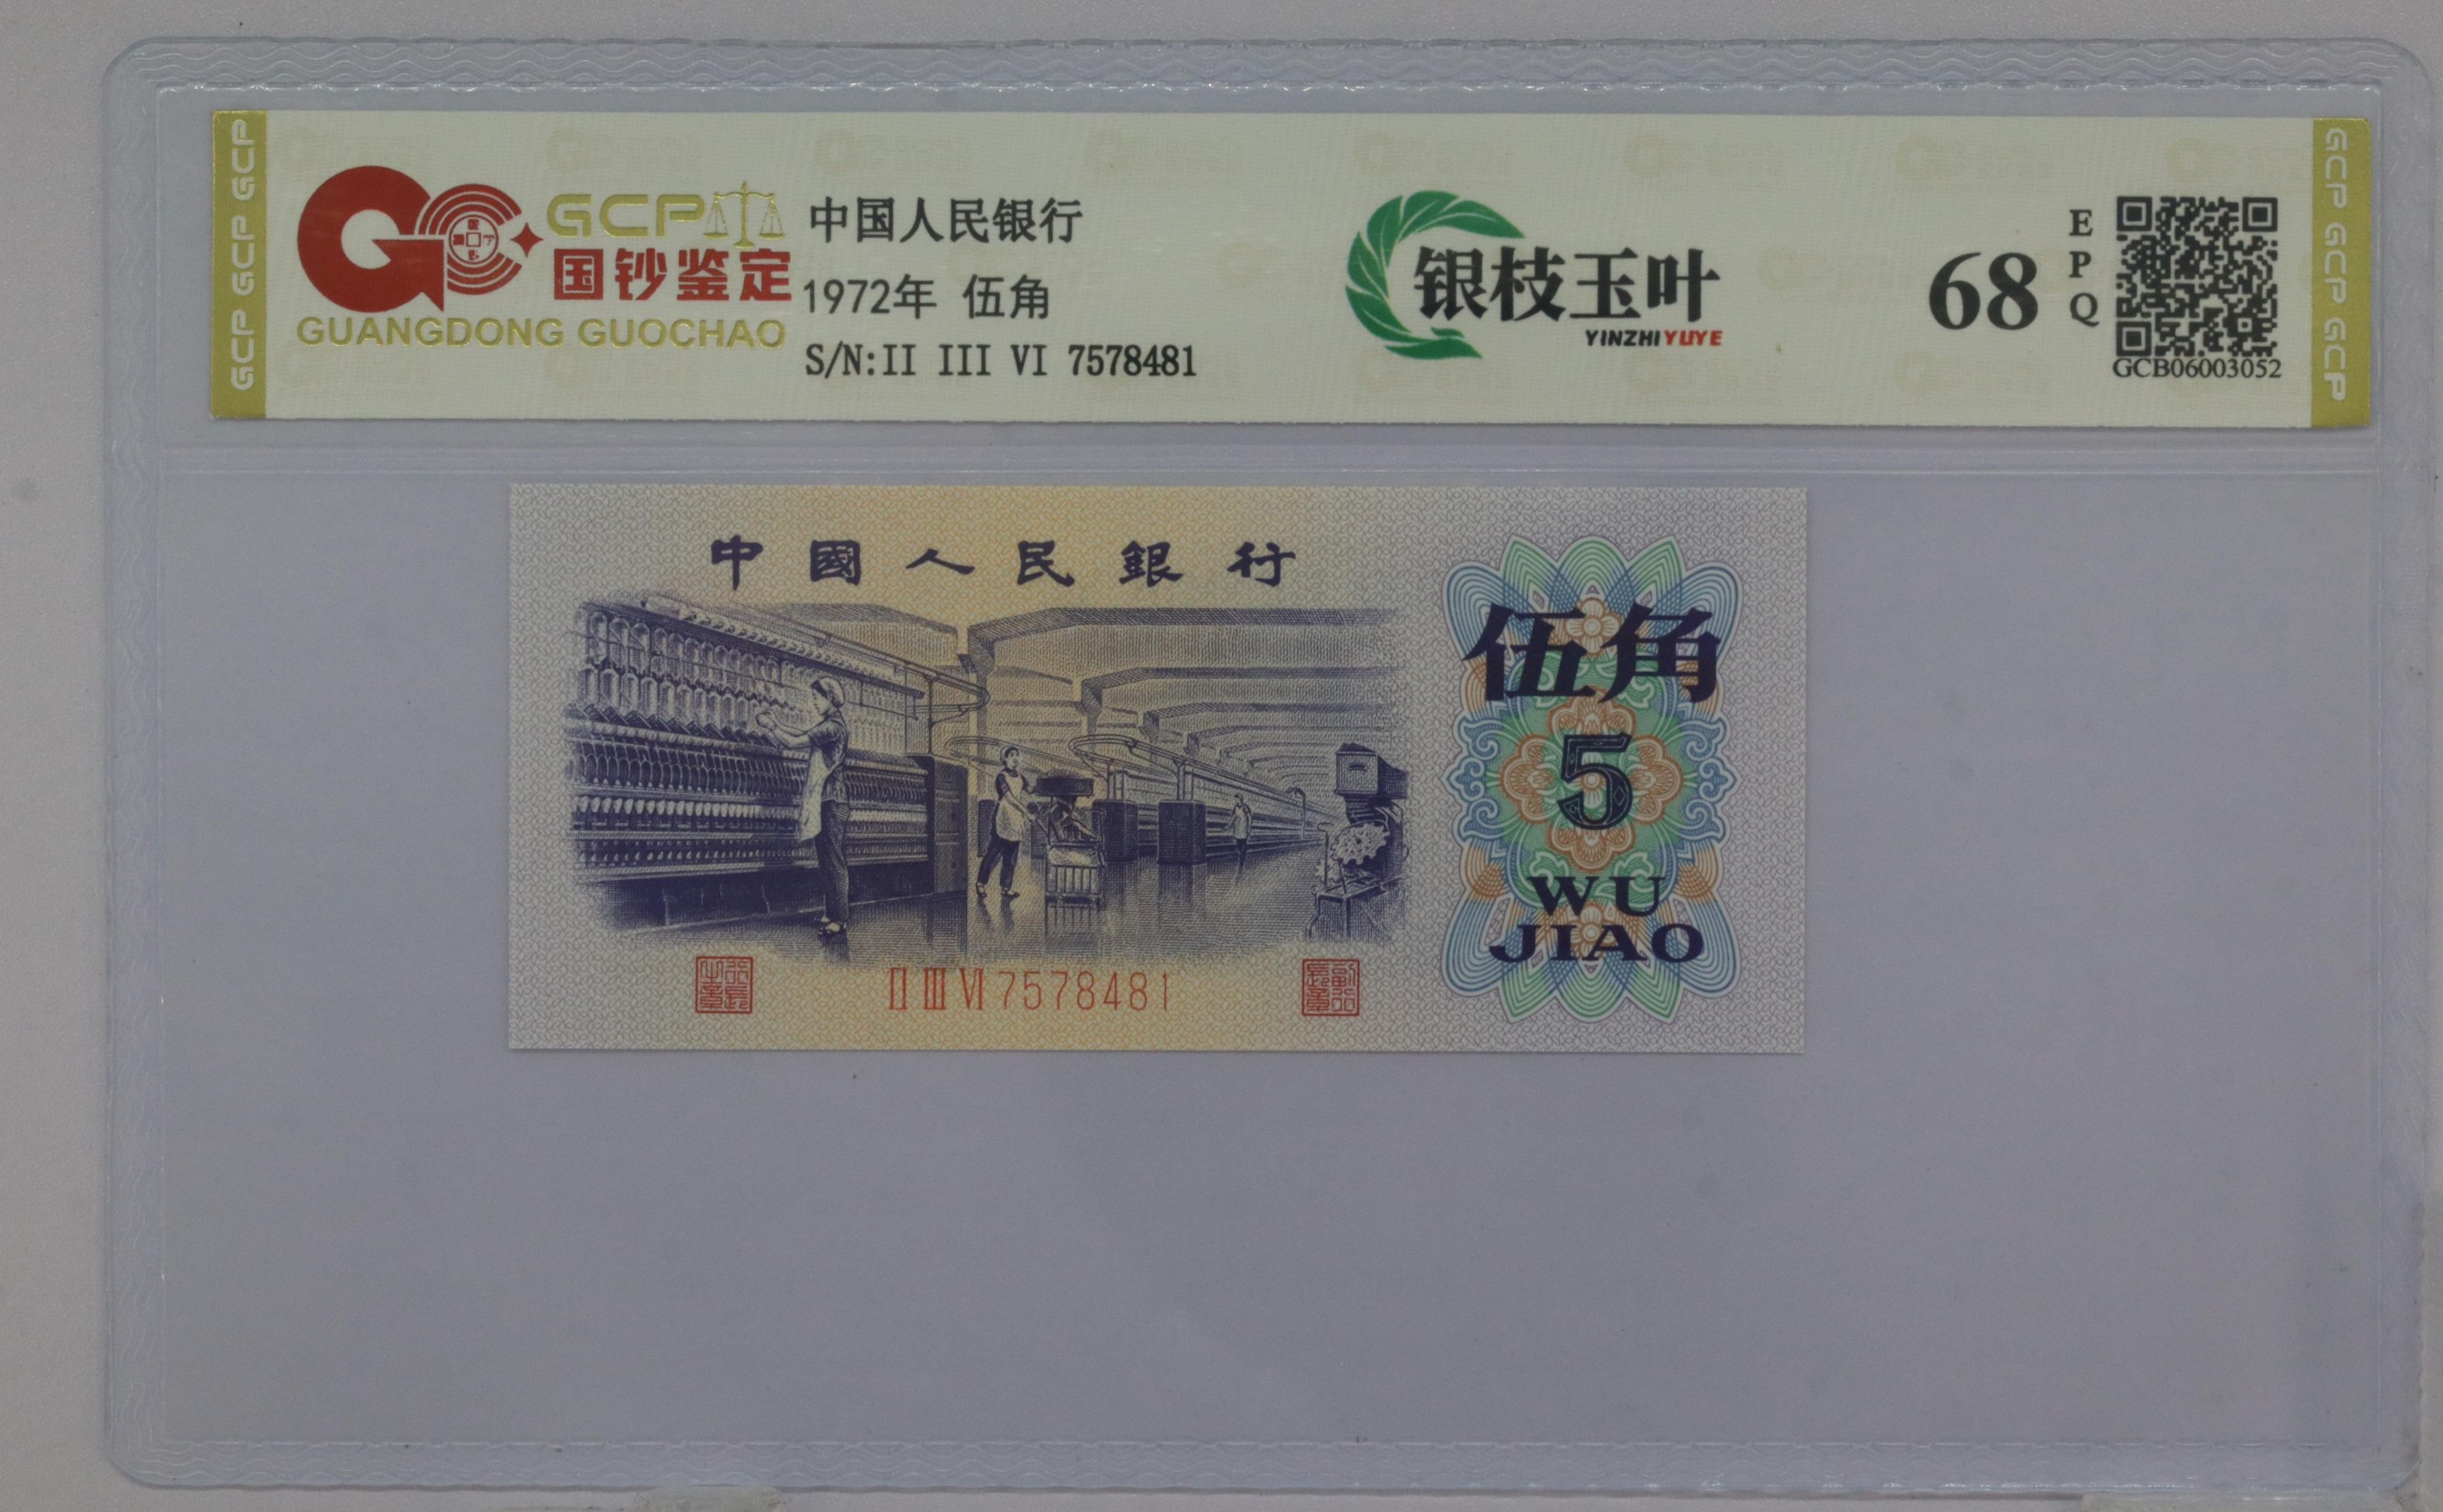 GCP GCP GCP
GCP
国钞鉴定
GUANGDONG GUOCHAO
中国人民银行
1972年 伍角
S/N:II III VI 7578481
银枝玉叶
YINZHIYUYE
68
EPQ
GCB06003052
GCP GCP GCP
中國人民銀行
伍角
5
WU
JIAO
II III VI 7578481